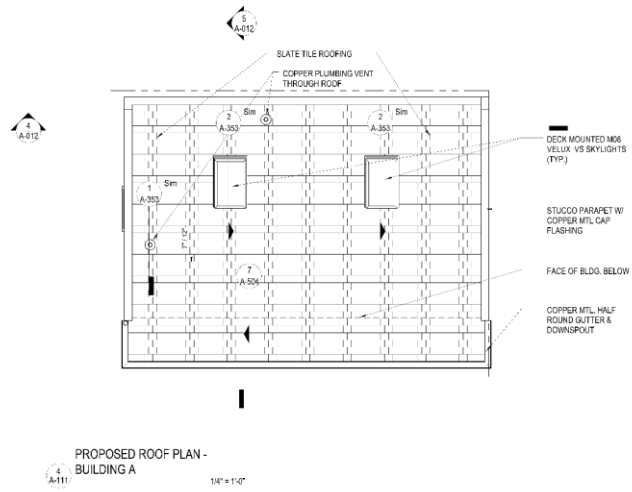 5
A-012
SLATE TILE ROOFING
COPPER PLUMBING VENT
THROUGH ROOF
4
A-012
2
A-353
Sim
2
A-353
Sim
DECK MOUNTED M08
VELUX VS SKYLIGHTS
(TYP.)
1
A-353
Sim
STUCCO PARAPET W/
COPPER MTL CAP
FLASHING
7" / 12"
7
A-504
FACE OF BLDG. BELOW
COPPER MTL. HALF
ROUND GUTTER &
DOWNSPOUT
PROPOSED ROOF PLAN -
BUILDING A
4
A-111
1/4" = 1'-0"